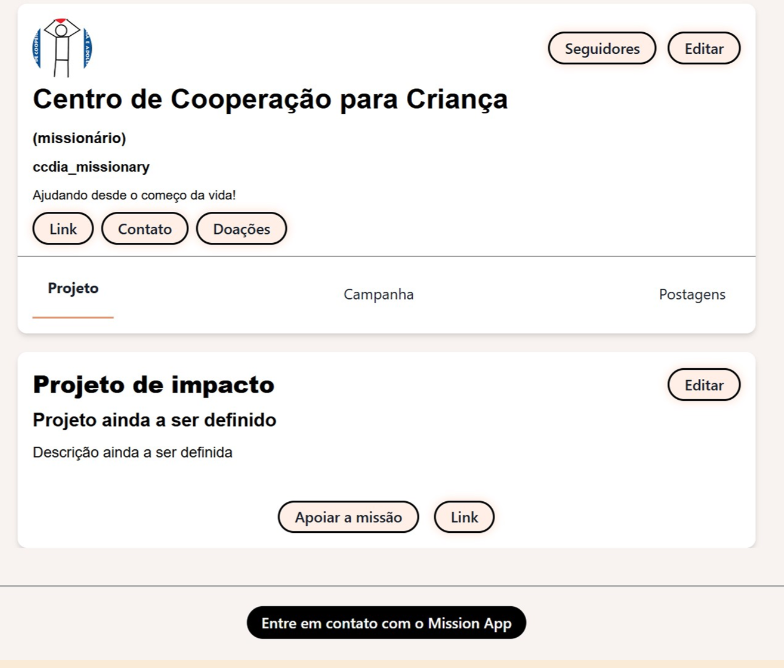 Seguidores Editar
Centro de Cooperação para Criança
(missionário)
ccdia_missionary
Ajudando desde o começo da vida!
Link Contato Doações
Projeto Campanha Postagens
Projeto de impacto Editar
Projeto ainda a ser definido
Descrição ainda a ser definida
Apoiar a missão Link
Entre em contato com o Mission App